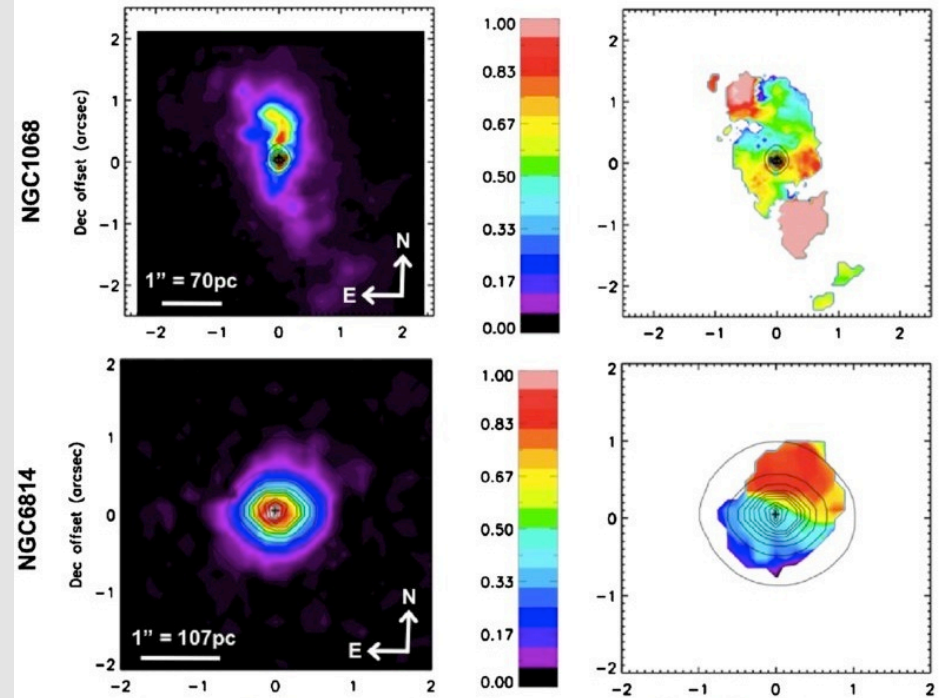 NGC1068
Dec offset (arcsec)
2
1
0
−1
−2
1” = 70pc
N
E
−2 −1 0 1 2
1.00
0.83
0.67
0.50
0.33
0.17
0.00
2
1
0
−1
−2
−2 −1 0 1 2
NGC6814
Dec offset (arcsec)
2
1
0
−1
−2
1” = 107pc
N
E
−2 −1 0 1 2
1.00
0.83
0.67
0.50
0.33
0.17
0.00
2
1
0
−1
−2
−2 −1 0 1 2